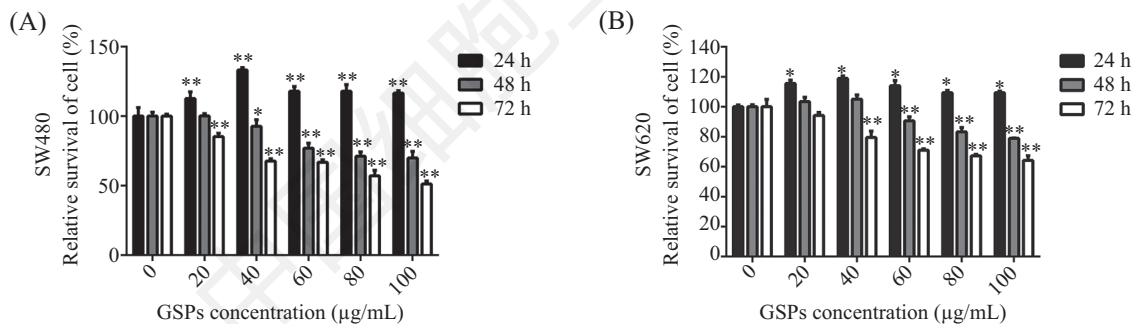 (A)
SW480
Relative survival of cell (%)
150
100
50
0
** ** ** ** **
* ** ** **
** ** ** ** **
24 h
48 h
72 h
0 20 40 60 80 100
GSPs concentration (µg/mL)
(B)
SW620
Relative survival of cell (%)
140
120
100
80
60
40
20
0
* * * * *
** ** **
** ** ** **
24 h
48 h
72 h
0 20 40 60 80 100
GSPs concentration (µg/mL)
细胞